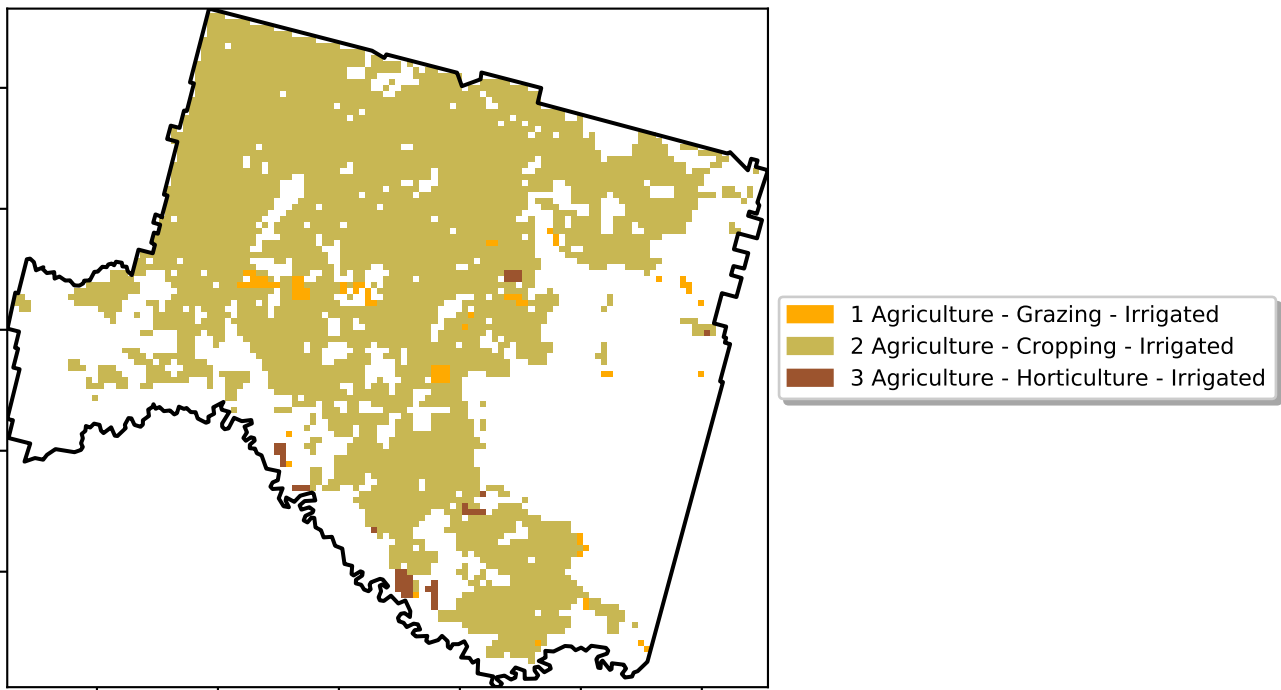 1 Agriculture - Grazing - Irrigated
2 Agriculture - Cropping - Irrigated
3 Agriculture - Horticulture - Irrigated